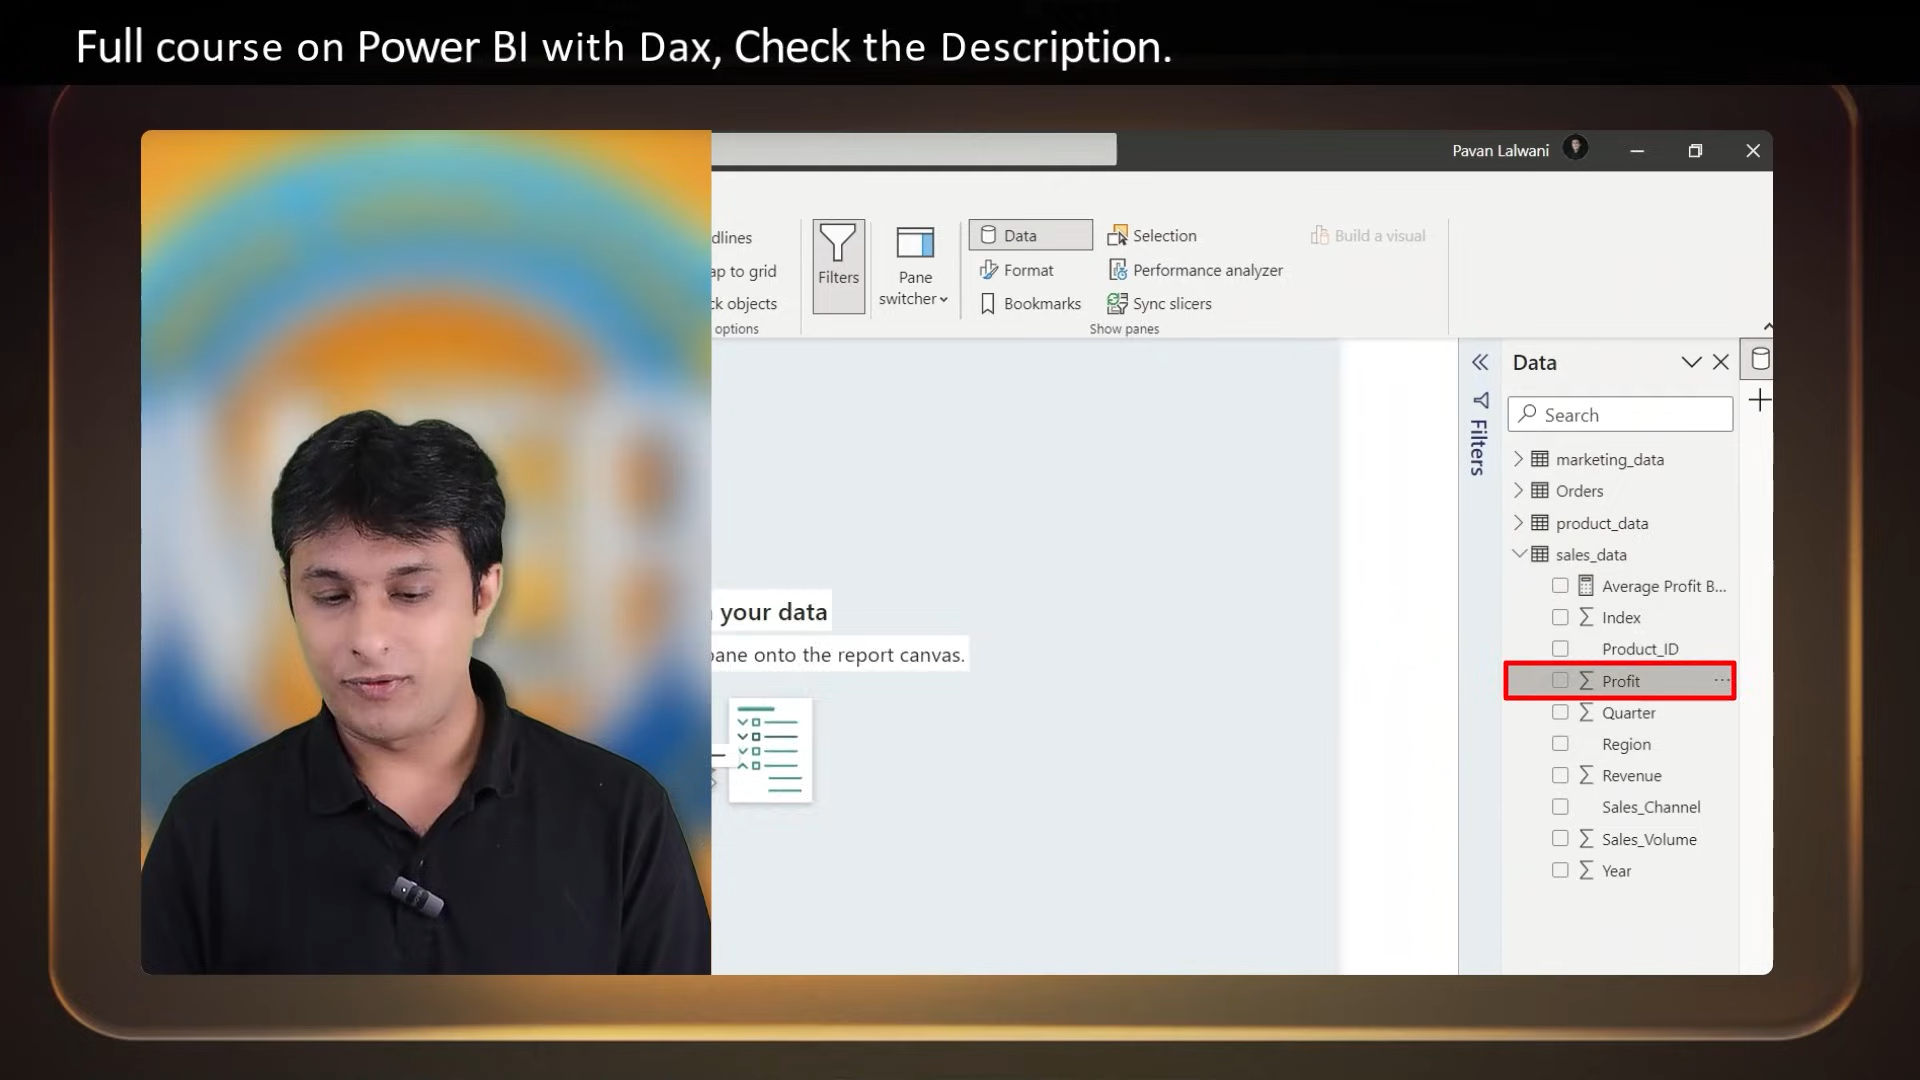 Full course on Power BI with Dax, Check the Description.
Pavan Lalwani
dlines
ap to grid
ck objects
options
Filters
Pane
switcher
Data
Format
Bookmarks
Selection
Performance analyzer
Sync slicers
Show panes
Build a visual
your data
pane onto the report canvas.
Filters
Data
Search
marketing_data
Orders
product_data
sales_data
Average Profit B...
Index
Product_ID
Profit
Quarter
Region
Revenue
Sales_Channel
Sales_Volume
Year